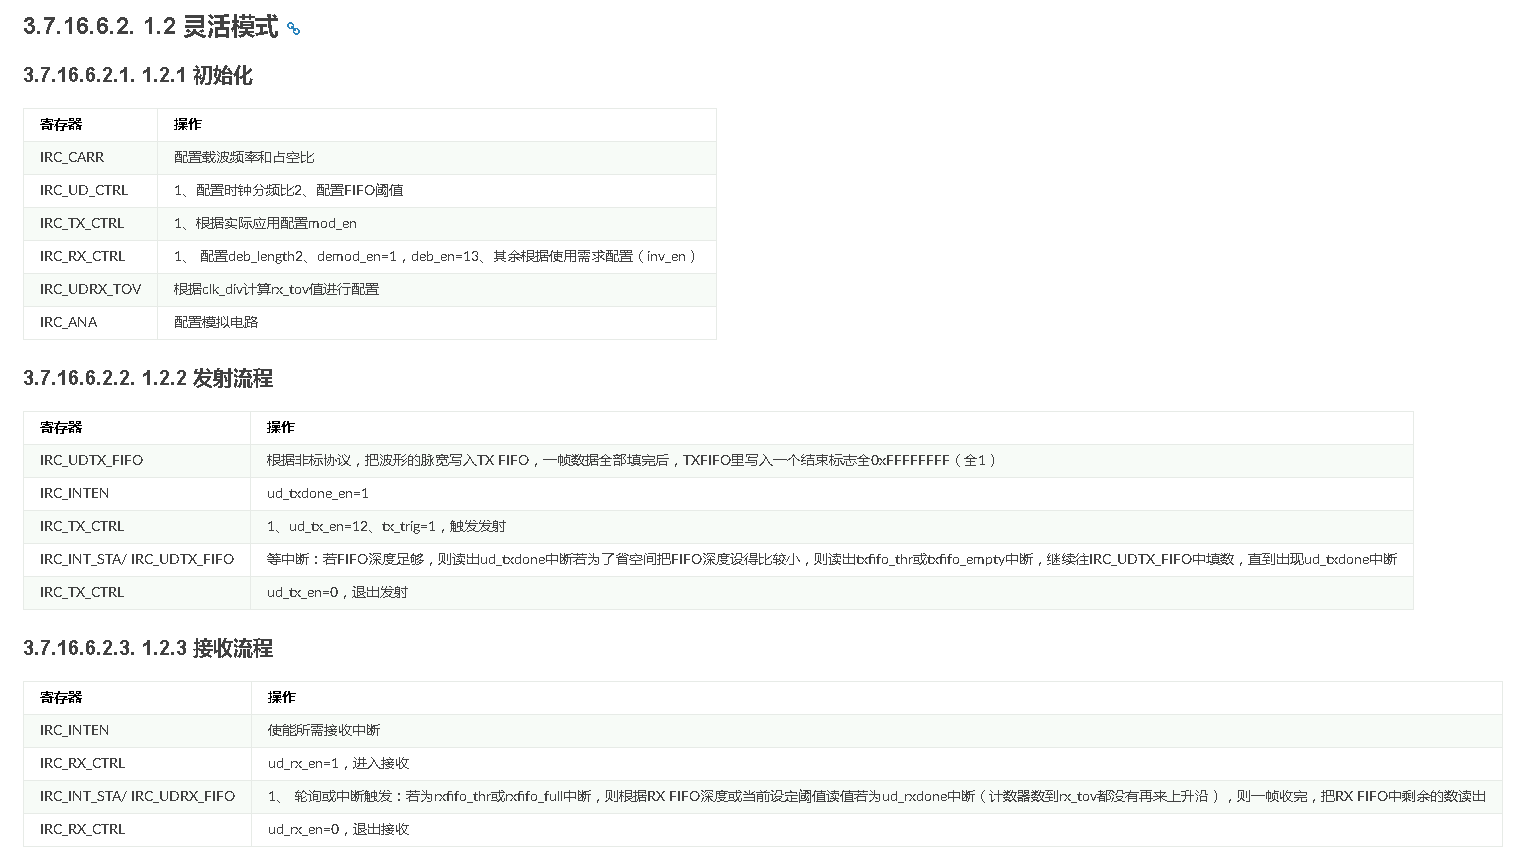 3.7.16.6.2. 1.2 灵活模式
3.7.16.6.2.1. 1.2.1 初始化
寄存器 操作
IRC_CARR 配置载波频率和占空比
IRC_UD_CTRL 1、配置时钟分频比2、配置FIFO阈值
IRC_TX_CTRL 1、根据实际应用配置mod_en
IRC_RX_CTRL 1、 配置deb_length2、demod_en=1，deb_en=13、其余根据使用需求配置（inv_en）
IRC_UDRX_TOV 根据clk_div计算rx_tov值进行配置
IRC_ANA 配置模拟电路
3.7.16.6.2.2. 1.2.2 发射流程
寄存器 操作
IRC_UDTX_FIFO 根据非标协议，把波形的脉宽写入TX FIFO，一帧数据全部填完后，TXFIFO里写入一个结束标志全0xFFFFFFFF（全1）
IRC_INTEN ud_txdone_en=1
IRC_TX_CTRL 1、ud_tx_en=12、tx_trig=1，触发发射
IRC_INT_STA/ IRC_UDTX_FIFO 等中断：若FIFO深度足够，则读出ud_txdone中断若为了省空间把FIFO深度设得比较小，则读出txfifo_thr或txfifo_empty中断，继续往IRC_UDTX_FIFO中填数，直到出现ud_txdone中断
IRC_TX_CTRL ud_tx_en=0，退出发射
3.7.16.6.2.3. 1.2.3 接收流程
寄存器 操作
IRC_INTEN 使能所需接收中断
IRC_RX_CTRL ud_rx_en=1，进入接收
IRC_INT_STA/ IRC_UDRX_FIFO 1、 轮询或中断触发：若为rxfifo_thr或rxfifo_full中断，则根据RX FIFO深度或当前设定阈值读值若为ud_rxdone中断（计数器数到rx_tov都没有再来上升沿），则一帧收完，把RX FIFO中剩余的数读出
IRC_RX_CTRL ud_rx_en=0，退出接收